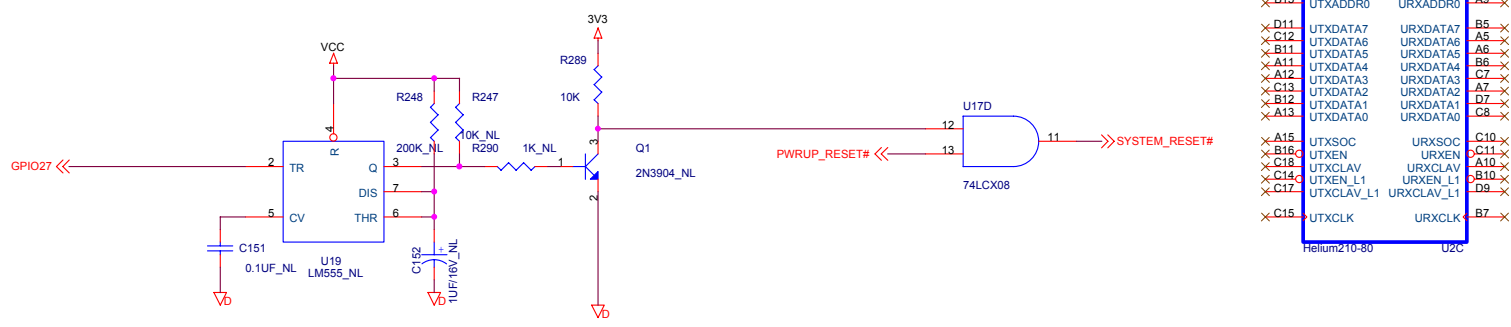 VCC
3V3
R289
10K
R248
R247
10K_NL
200K_NL
R290
1K_NL
GPIO27
2
TR
4
R
Q
3
DIS
7
THR
6
5
CV
C151
0.1UF_NL
U19
LM555_NL
C152
+
1UF/16V_NL
D
D
1
3
Q1
2N3904_NL
2
D
U17D
12
13
11
74LCX08
PWRUP_RESET#
SYSTEM_RESET#
B13 UTXADDR0 URXADDR0 A9
D11 UTXDATA7 URXDATA7 B5
C12 UTXDATA6 URXDATA6 A5
B11 UTXDATA5 URXDATA5 A6
A11 UTXDATA4 URXDATA4 B6
A12 UTXDATA3 URXDATA3 C7
C13 UTXDATA2 URXDATA2 A7
B12 UTXDATA1 URXDATA1 D7
A13 UTXDATA0 URXDATA0 C8
A15 UTXSOC URXSOC C10
B16 UTXEN URXEN C11
C18 UTXCLAV URXCLAV A10
C14 UTXEN_L1 URXEN_L1 B10
C17 UTXCLAV_L1 URXCLAV_L1 D9
C15 UTXCLK URXCLK B7
Helium210-80 U2C